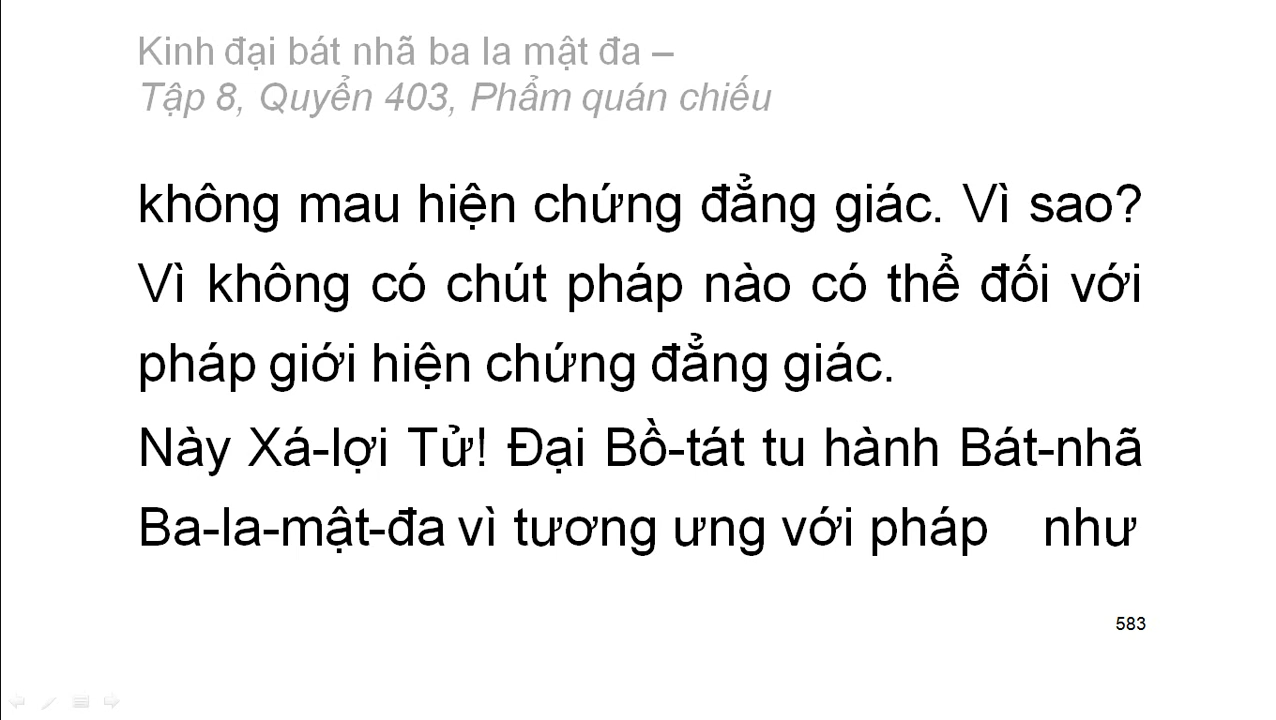 Kinh đại bát nhã ba la mật đa –
Tập 8, Quyển 403, Phẩm quán chiếu
không mau hiện chứng đẳng giác. Vì sao?
Vì không có chút pháp nào có thể đối với
pháp giới hiện chứng đẳng giác.
Này Xá-lợi Tử! Đại Bồ-tát tu hành Bát-nhã
Ba-la-mật-đa vì tương ưng với pháp như
583